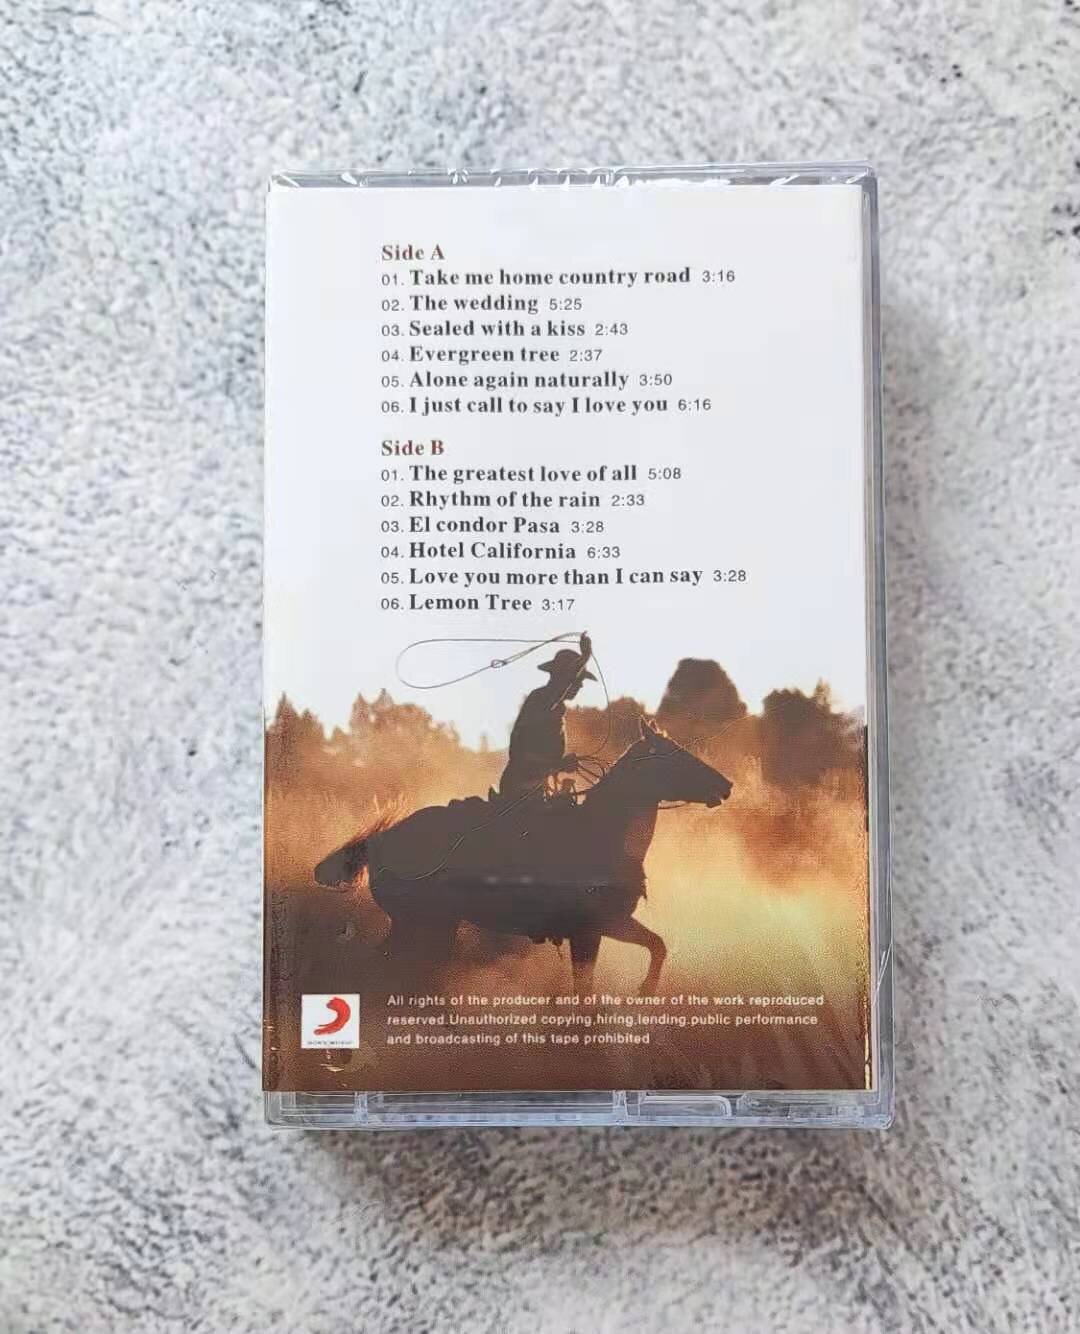 Side A
01. Take me home country road 3:16
02. The wedding 5:25
03. Sealed with a kiss 2:43
04. Evergreen tree 2:37
05. Alone again naturally 3:50
06. I just call to say I love you 6:16
Side B
01. The greatest love of all 5:08
02. Rhythm of the rain 2:33
03. El condor Pasa 3:28
04. Hotel California 6:33
05. Love you more than I can say 3:28
06. Lemon Tree 3:17
All rights of the producer and of the owner of the work reproduced
reserved.Unauthorized copying,hiring,lending.public performance
and broadcasting of this tape prohibited